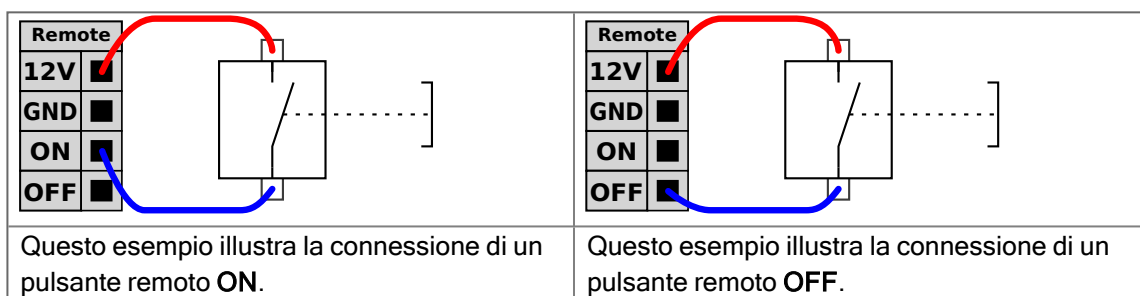 Remote
12V
GND
ON
OFF
Questo esempio illustra la connessione di un
pulsante remoto ON.
Remote
12V
GND
ON
OFF
Questo esempio illustra la connessione di un
pulsante remoto OFF.